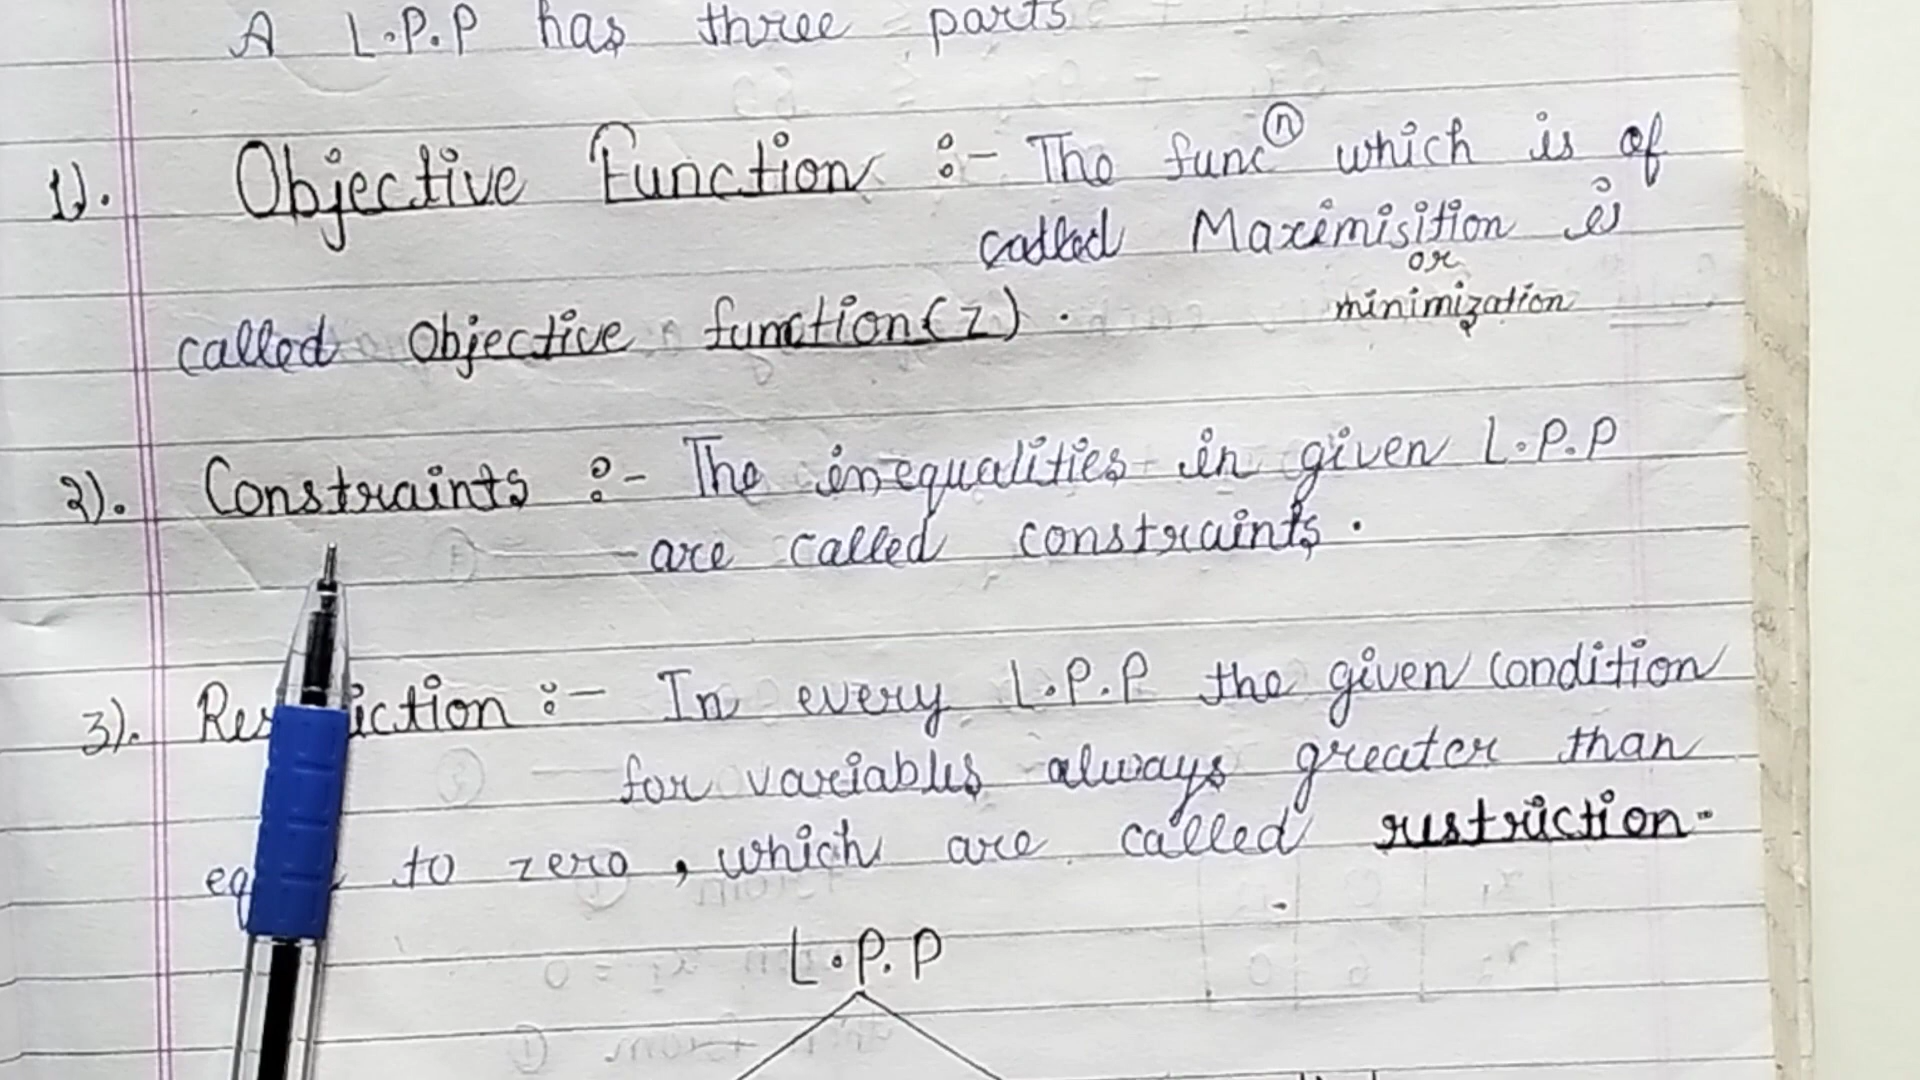 A L.P.P has three parts
1). Objective Function :- The funcⁿ which is of
called Maximisition is
or
minimization
called objective function(z).
2). Constraints :- The inequalities in given L.P.P
are called constraints.
3). :- In every L.P.P the given condition
for variables always greater than
to zero, which are called restriction.
L.P.P